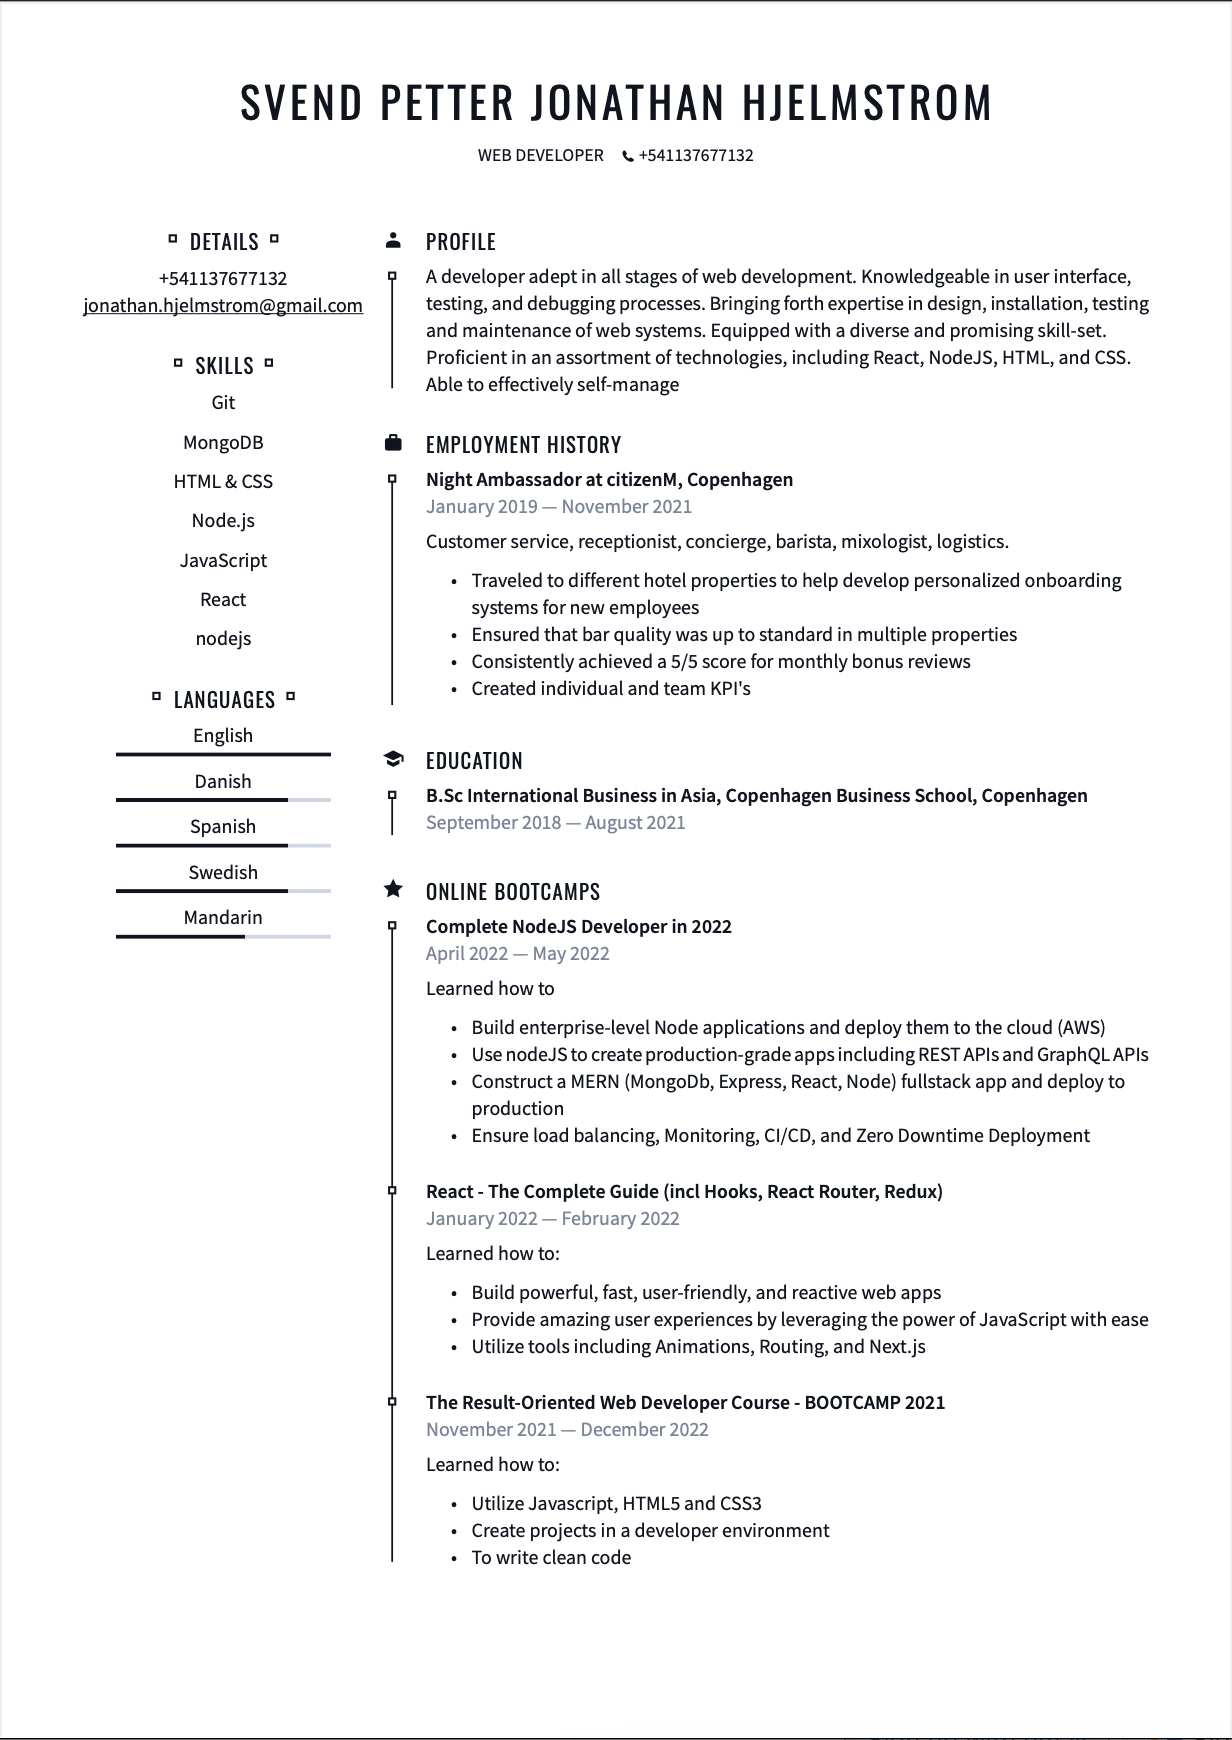 SVEND PETTER JONATHAN HJELMSTROM
WEB DEVELOPER +541137677132
DETAILS
+541137677132
jonathan.hjelmstrom@gmail.com
SKILLS
Git
MongoDB
HTML & CSS
Node.js
JavaScript
React
nodejs
LANGUAGES
English
Danish
Spanish
Swedish
Mandarin
PROFILE
A developer adept in all stages of web development. Knowledgeable in user interface,
testing, and debugging processes. Bringing forth expertise in design, installation, testing
and maintenance of web systems. Equipped with a diverse and promising skill-set.
Proficient in an assortment of technologies, including React, NodeJS, HTML, and CSS.
Able to effectively self-manage
EMPLOYMENT HISTORY
Night Ambassador at citizenM, Copenhagen
January 2019 — November 2021
Customer service, receptionist, concierge, barista, mixologist, logistics.
• Traveled to different hotel properties to help develop personalized onboarding
systems for new employees
• Ensured that bar quality was up to standard in multiple properties
• Consistently achieved a 5/5 score for monthly bonus reviews
• Created individual and team KPI's
EDUCATION
B.Sc International Business in Asia, Copenhagen Business School, Copenhagen
September 2018 — August 2021
ONLINE BOOTCAMPS
Complete NodeJS Developer in 2022
April 2022 — May 2022
Learned how to
• Build enterprise-level Node applications and deploy them to the cloud (AWS)
• Use nodeJS to create production-grade apps including REST APIs and GraphQL APIs
• Construct a MERN (MongoDb, Express, React, Node) fullstack app and deploy to
production
• Ensure load balancing, Monitoring, CI/CD, and Zero Downtime Deployment
React - The Complete Guide (incl Hooks, React Router, Redux)
January 2022 — February 2022
Learned how to:
• Build powerful, fast, user-friendly, and reactive web apps
• Provide amazing user experiences by leveraging the power of JavaScript with ease
• Utilize tools including Animations, Routing, and Next.js
The Result-Oriented Web Developer Course - BOOTCAMP 2021
November 2021 — December 2022
Learned how to:
• Utilize Javascript, HTML5 and CSS3
• Create projects in a developer environment
• To write clean code